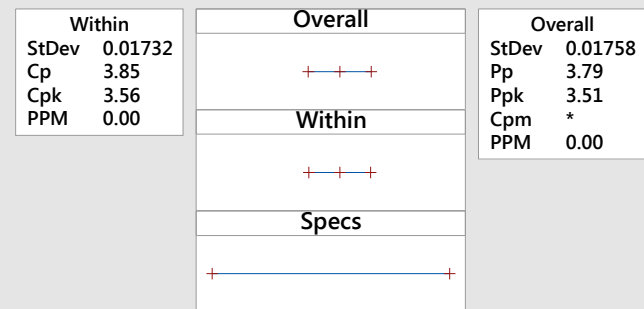 Within
StDev 0.01732
Cp 3.85
Cpk 3.56
PPM 0.00
Overall
Within
Specs
Overall
StDev 0.01758
Pp 3.79
Ppk 3.51
Cpm *
PPM 0.00